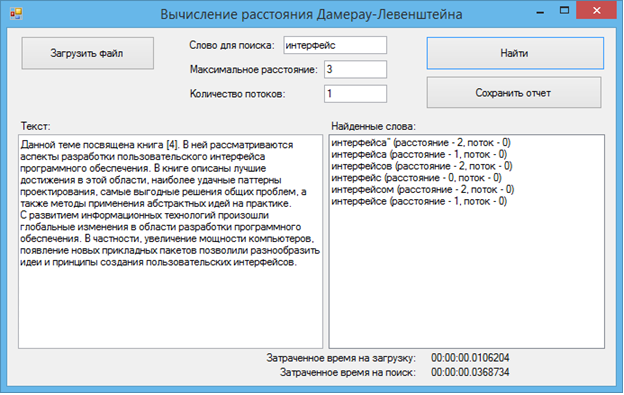 Вычисление расстояния Дамерау-Левенштейна
Загрузить файл
Слово для поиска: интерфейс
Максимальное расстояние: 3
Количество потоков: 1
Найти
Сохранить отчет
Текст:
Данной теме посвящена книга [4]. В ней рассматриваются
аспекты разработки пользовательского интерфейса
программного обеспечения. В книге описаны лучшие
достижения в этой области, наиболее удачные паттерны
проектирования, самые выгодные решения общих проблем, а
также методы применения абстрактных идей на практике.
С развитием информационных технологий произошли
глобальные изменения в области разработки программного
обеспечения. В частности, увеличение мощности компьютеров,
появление новых прикладных пакетов позволили разнообразить
идеи и принципы создания пользовательских интерфейсов.
Найденные слова:
интерфейса" (расстояние - 2, поток - 0)
интерфейса (расстояние - 1, поток - 0)
интерфейсов (расстояние - 2, поток - 0)
интерфейс (расстояние - 0, поток - 0)
интерфейсом (расстояние - 2, поток - 0)
интерфейсе (расстояние - 1, поток - 0)
Затраченное время на загрузку: 00:00:00.0106204
Затраченное время на поиск: 00:00:00.0368734